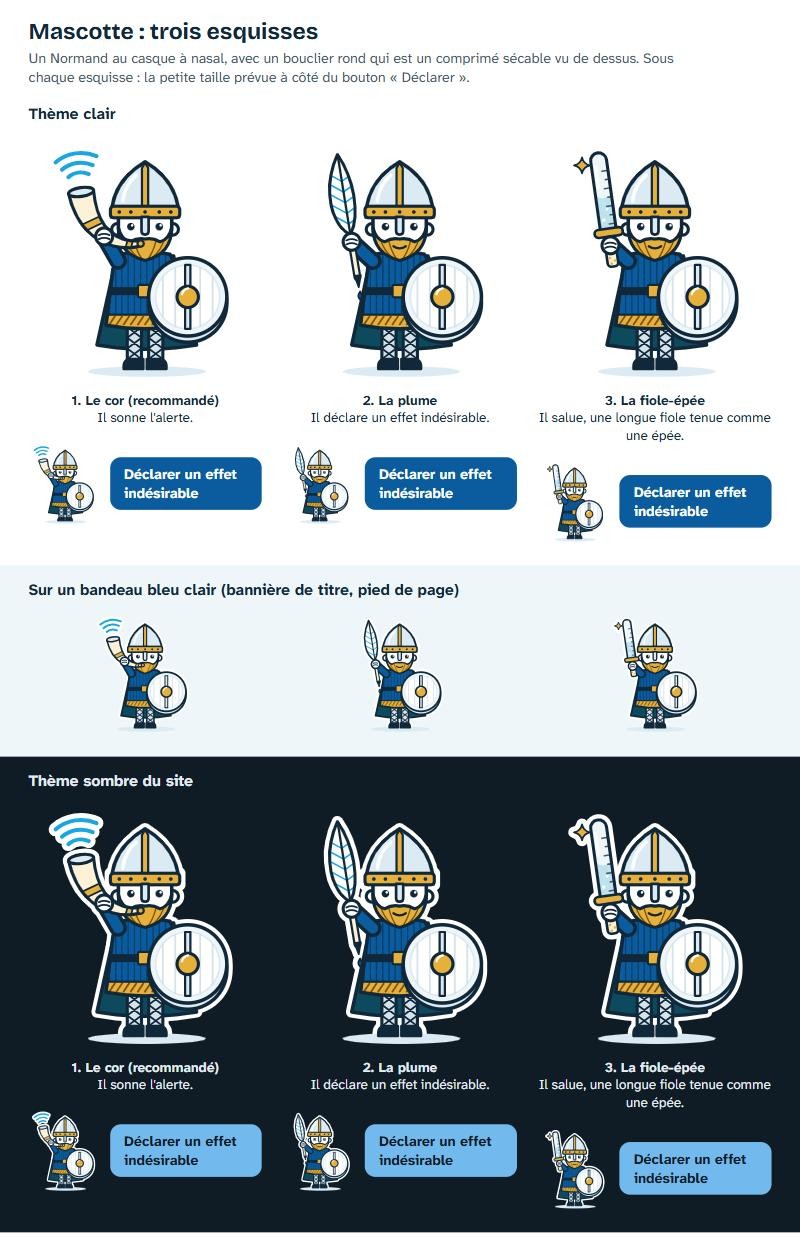 Mascotte : trois esquisses
Un Normand au casque à nasal, avec un bouclier rond qui est un comprimé sécable vu de dessus. Sous
chaque esquisse : la petite taille prévue à côté du bouton « Déclarer ».
Thème clair
1. Le cor (recommandé)
Il sonne l'alerte.
2. La plume
Il déclare un effet indésirable.
3. La fiole-épée
Il salue, une longue fiole tenue comme
une épée.
Déclarer un effet
indésirable
Déclarer un effet
indésirable
Déclarer un effet
indésirable
Sur un bandeau bleu clair (bannière de titre, pied de page)
Thème sombre du site
1. Le cor (recommandé)
Il sonne l'alerte.
2. La plume
Il déclare un effet indésirable.
3. La fiole-épée
Il salue, une longue fiole tenue comme
une épée.
Déclarer un effet
indésirable
Déclarer un effet
indésirable
Déclarer un effet
indésirable